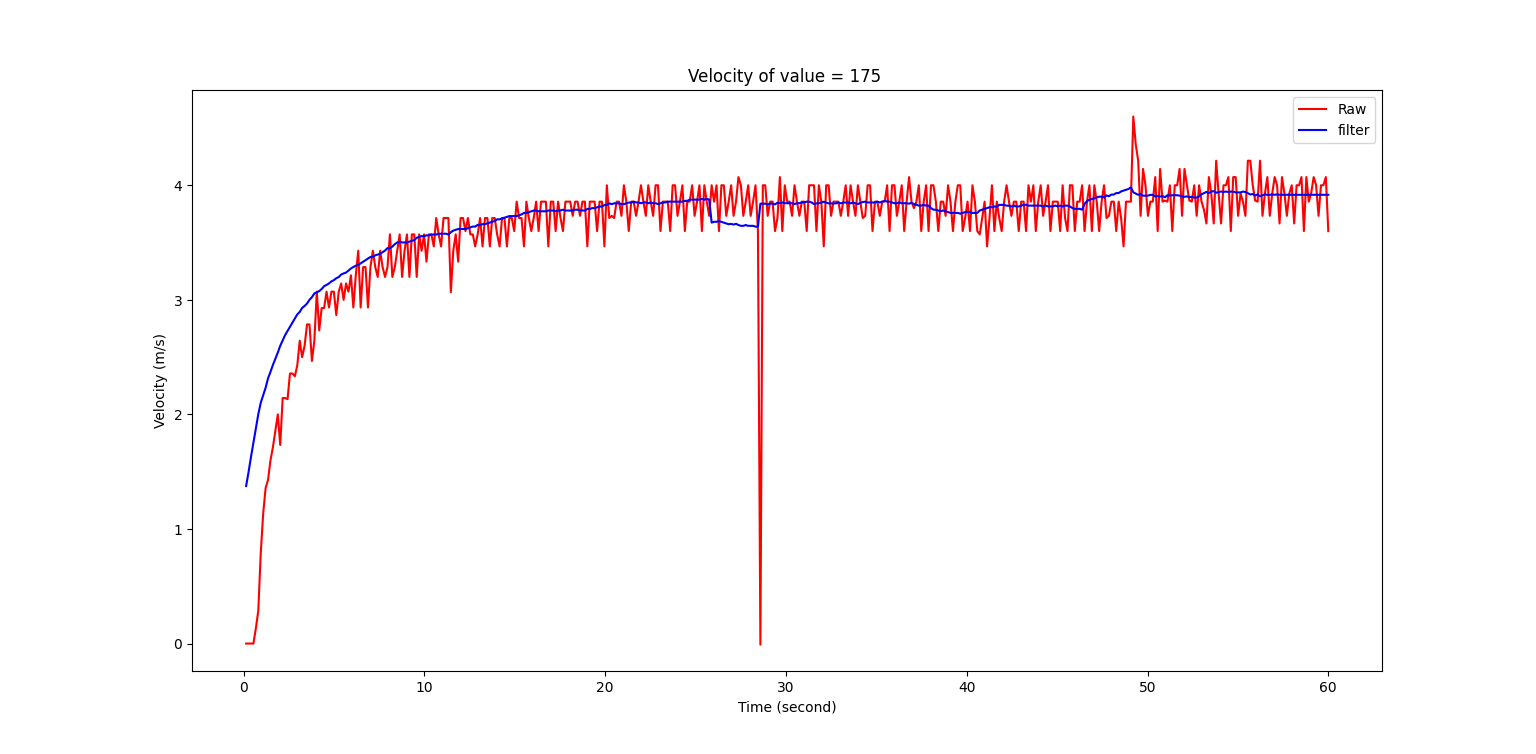 Velocity of value = 175
Raw
filter
Velocity (m/s)
4
3
2
1
0
0 10 20 30 40 50 60
Time (second)